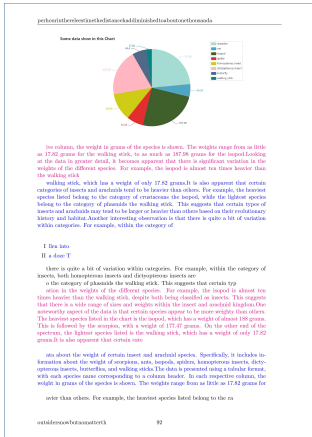 perhourintherelestinethedistancekaddiminishedtoaboutonethousanda
Some data show in this Chart
ive column, the weight in grams of the species is shown. The weights range from as little
as 17.82 grams for the walking stick, to as much as 187.98 grams for the isopod.Looking
at the data in greater detail, it becomes apparent that there is significant variation in the
weights of the different species. For example, the isopod is almost ten times heavier than
the walking stick
walking stick, which has a weight of only 17.82 grams.It is also apparent that certain
categories of insects and arachnids tend to be heavier than others. For example, the heaviest
species listed belong to the category of crustaceans the isopod, while the lightest species
belong to the category of phasmids the walking stick. This suggests that certain types of
insects and arachnids may tend to be larger or heavier than others based on their evolutionary
history and habitat.Another interesting observation is that there is quite a bit of variation
within categories. For example, within the category of
I lieu into
II a doze T
there is quite a bit of variation within categories. For example, within the category of
insects, both homopterous insects and dictyopterous insects are
o the category of phasmids the walking stick. This suggests that certain typ
ation in the weights of the different species. For example, the isopod is almost ten
times heavier than the walking stick, despite both being classified as insects. This suggests
that there is a wide range of sizes and weights within the insect and arachnid kingdom.One
noteworthy aspect of the data is that certain species appear to be more weighty than others.
The heaviest species listed in the chart is the isopod, which has a weight of almost 188 grams.
This is followed by the scorpion, with a weight of 177.47 grams. On the other end of the
spectrum, the lightest species listed is the walking stick, which has a weight of only 17.82
grams.It is also apparent that certain cate
ata about the weight of certain insect and arachnid species. Specifically, it includes in-
formation about the weight of scorpions, ants, isopods, spiders, homopterous insects, dicty-
opterous insects, butterflies, and walking sticks.The data is presented using a tabular format,
with each species name corresponding to a column header. In each respective column, the
weight in grams of the species is shown. The weights range from as little as 17.82 grams for
avier than others. For example, the heaviest species listed belong to the ca
outsidersnowbutanmatterth 92